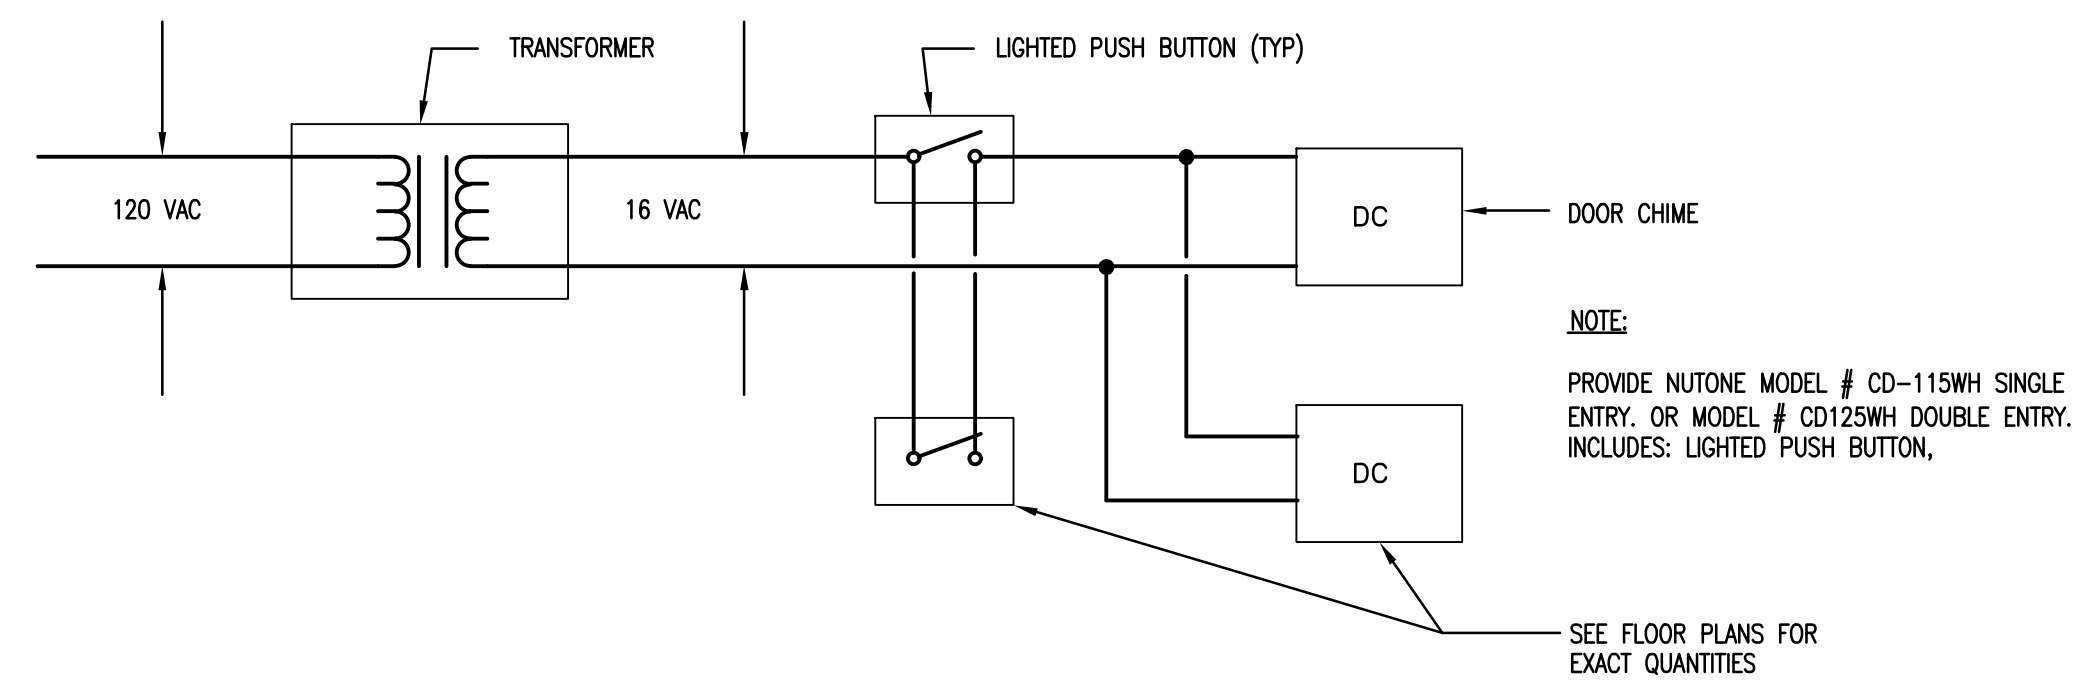 TRANSFORMER
LIGHTED PUSH BUTTON (TYP)
120 VAC
16 VAC
DC
DOOR CHIME
NOTE:
PROVIDE NUTONE MODEL # CD-115WH SINGLE
ENTRY. OR MODEL # CD125WH DOUBLE ENTRY.
INCLUDES: LIGHTED PUSH BUTTON,
DC
SEE FLOOR PLANS FOR
EXACT QUANTITIES